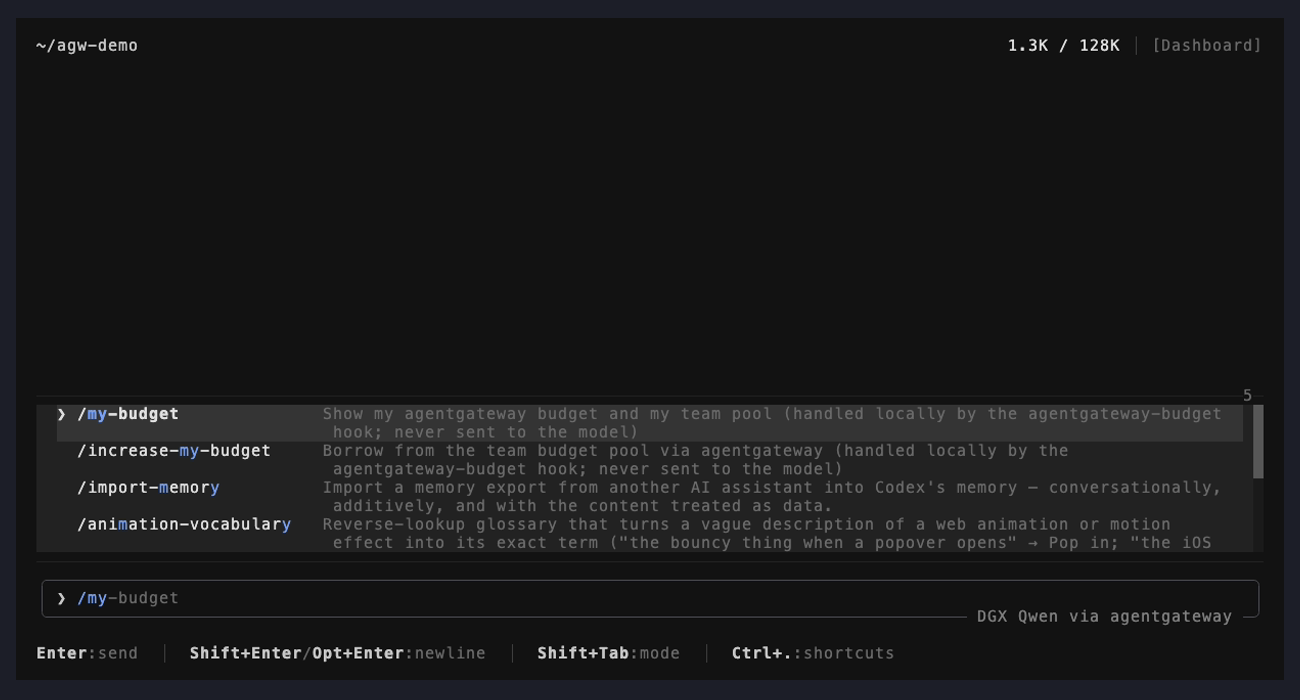 ~/agw-demo 1.3K / 128K │ [Dashboard]
5
❯ /my-budget Show my agentgateway budget and my team pool (handled locally by the agentgateway-budget
hook; never sent to the model)
/increase-my-budget Borrow from the team budget pool via agentgateway (handled locally by the
agentgateway-budget hook; never sent to the model)
/import-memory Import a memory export from another AI assistant into Codex's memory — conversationally,
additively, and with the content treated as data.
/animation-vocabulary Reverse-lookup glossary that turns a vague description of a web animation or motion
effect into its exact term ("the bouncy thing when a popover opens" → Pop in; "the iOS
❯ /my-budget
DGX Qwen via agentgateway
Enter:send │ Shift+Enter/Opt+Enter:newline │ Shift+Tab:mode │ Ctrl+.:shortcuts